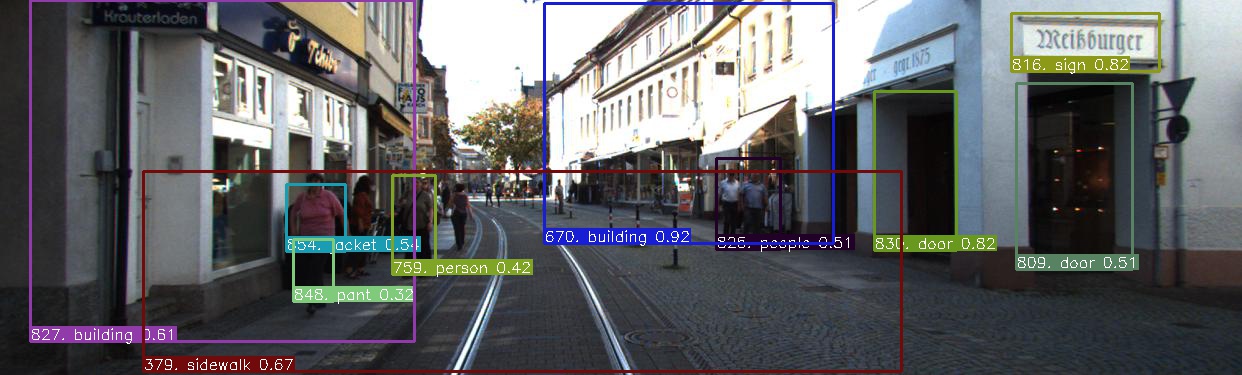 Kräuterladen
Tchibo
HAUS
gegr. 1875
Meißburger
816. sign 0.82
854. jacket 0.54
670. building 0.92
826. people 0.51
830. door 0.82
759. person 0.42
809. door 0.51
848. pant 0.32
827. building 0.61
379. sidewalk 0.67